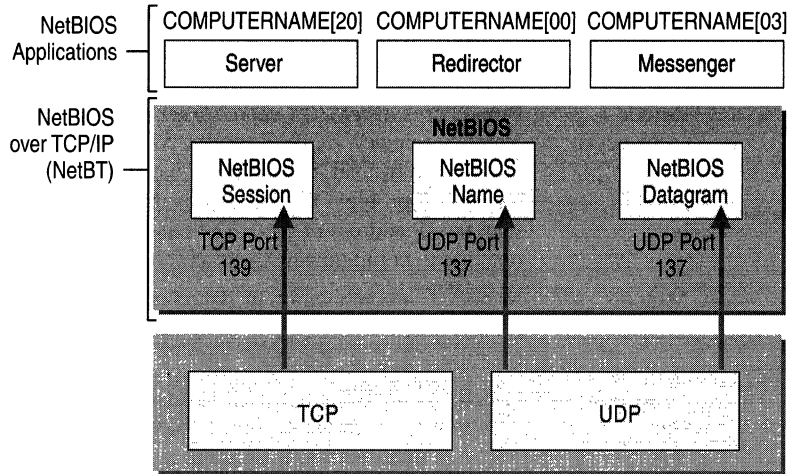 NetBIOS
Applications
COMPUTERNAME[20]
COMPUTERNAME[00]
COMPUTERNAME[03]
Server
Redirector
Messenger
NetBIOS
over TCP/IP
(NetBT)
NetBIOS
NetBIOS
Session
NetBIOS
Name
NetBIOS
Datagram
TCP Port
139
UDP Port
137
UDP Port
137
TCP
UDP